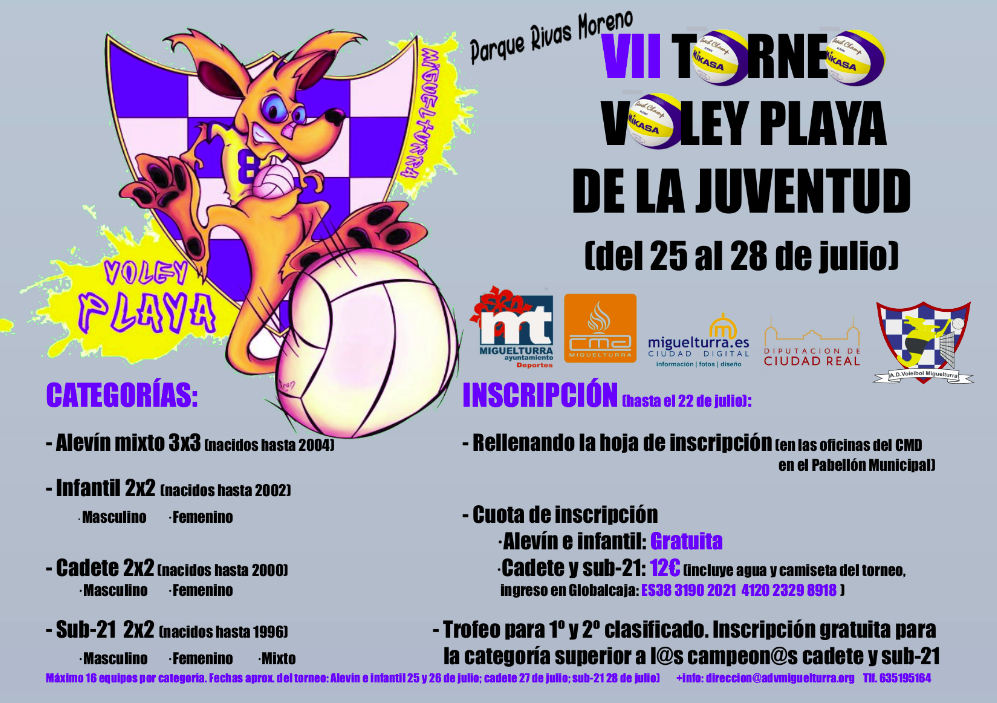 Parque Rivas Moreno
VII TORNEO
VOLEY PLAYA
DE LA JUVENTUD
(del 25 al 28 de julio)
MIGUELTURRA
8
VOLEY
PLAYA
mt
MIGUELTURRA
ayuntamiento
Deportes
cmd
MIGUELTURRA
miguelturra.es
CIUDAD DIGITAL
información | fotos | diseño
DIPUTACIÓN DE
CIUDAD REAL
A.D.Voleibol Miguelturra
MIKASA
MIKASA
MIKASA
CATEGORÍAS:
- Alevín mixto 3x3 (nacidos hasta 2004)
- Infantil 2x2 (nacidos hasta 2002)
·Masculino ·Femenino
- Cadete 2x2 (nacidos hasta 2000)
·Masculino ·Femenino
- Sub-21 2x2 (nacidos hasta 1996)
·Masculino ·Femenino ·Mixto
INSCRIPCIÓN (hasta el 22 de julio):
- Rellenando la hoja de inscripción (en las oficinas del CMD
en el Pabellón Municipal)
- Cuota de inscripción
·Alevín e infantil: Gratuita
·Cadete y sub-21: 12€ (incluye agua y camiseta del torneo,
ingreso en Globalcaja: ES38 3190 2021 4120 2329 8918 )
- Trofeo para 1º y 2º clasificado. Inscripción gratuita para
la categoría superior a l@s campeon@s cadete y sub-21
Máximo 16 equipos por categoría. Fechas aprox. del torneo: Alevin e infantil 25 y 26 de julio; cadete 27 de julio; sub-21 28 de julio) +info: direccion@advmiguelturra.org Tlf. 635195164